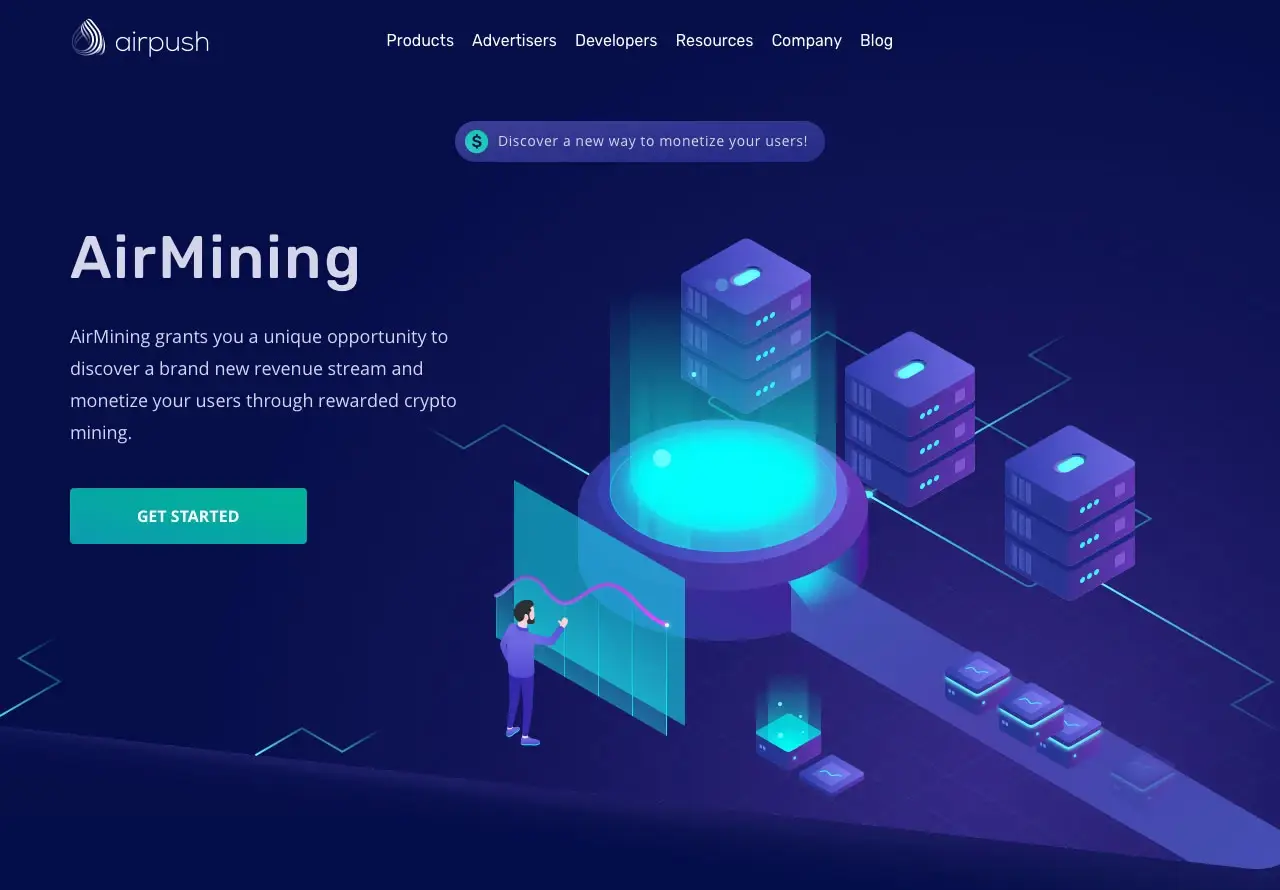 airpush
Products Advertisers Developers Resources Company Blog
$ Discover a new way to monetize your users!
AirMining
AirMining grants you a unique opportunity to
discover a brand new revenue stream and
monetize your users through rewarded crypto
mining.
GET STARTED